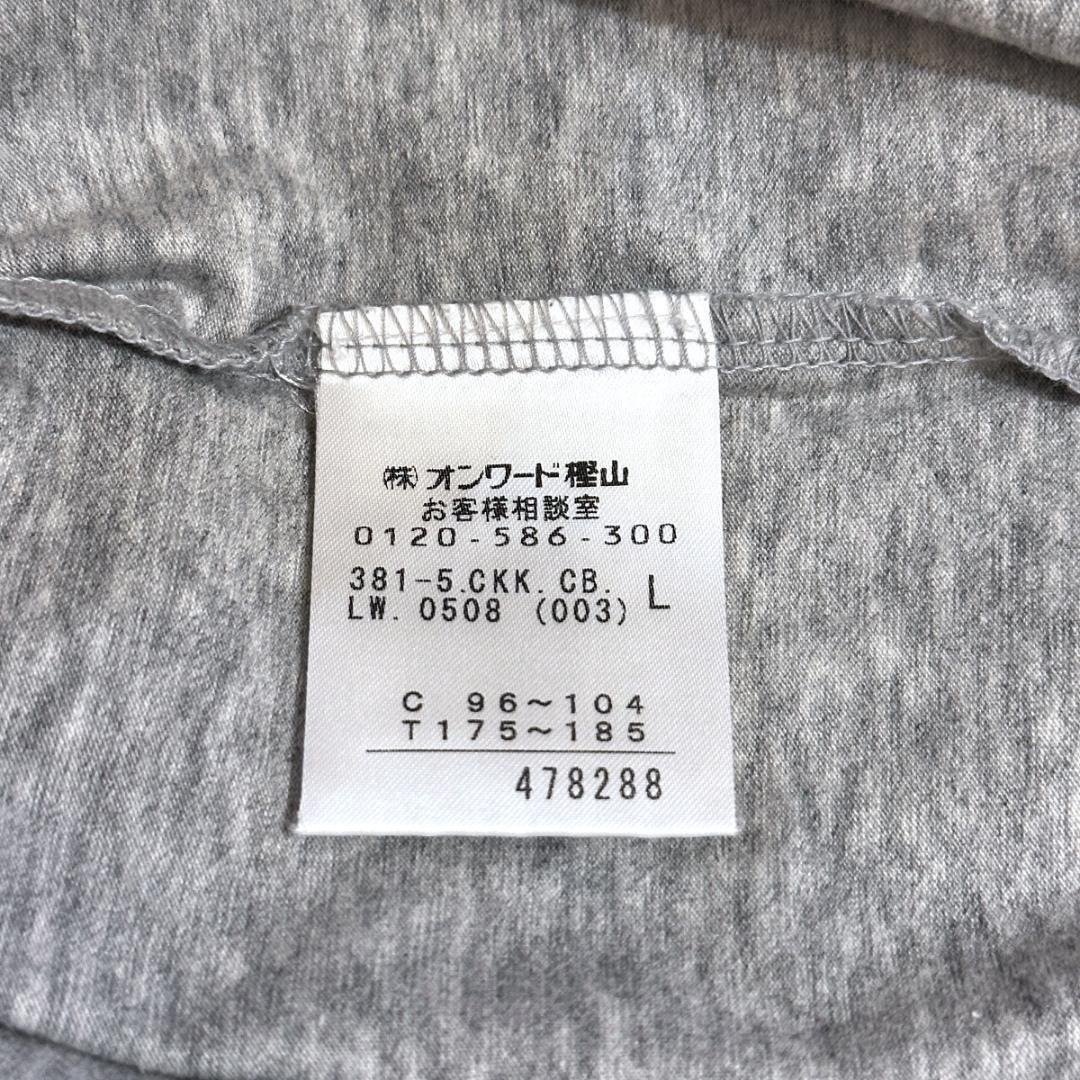 ㈱オンワード樫山
お客様相談室
0120-586-300
381-5.CKK.CB. L
LW. 0508 (003)
C 96〜104
T 175〜185
478288